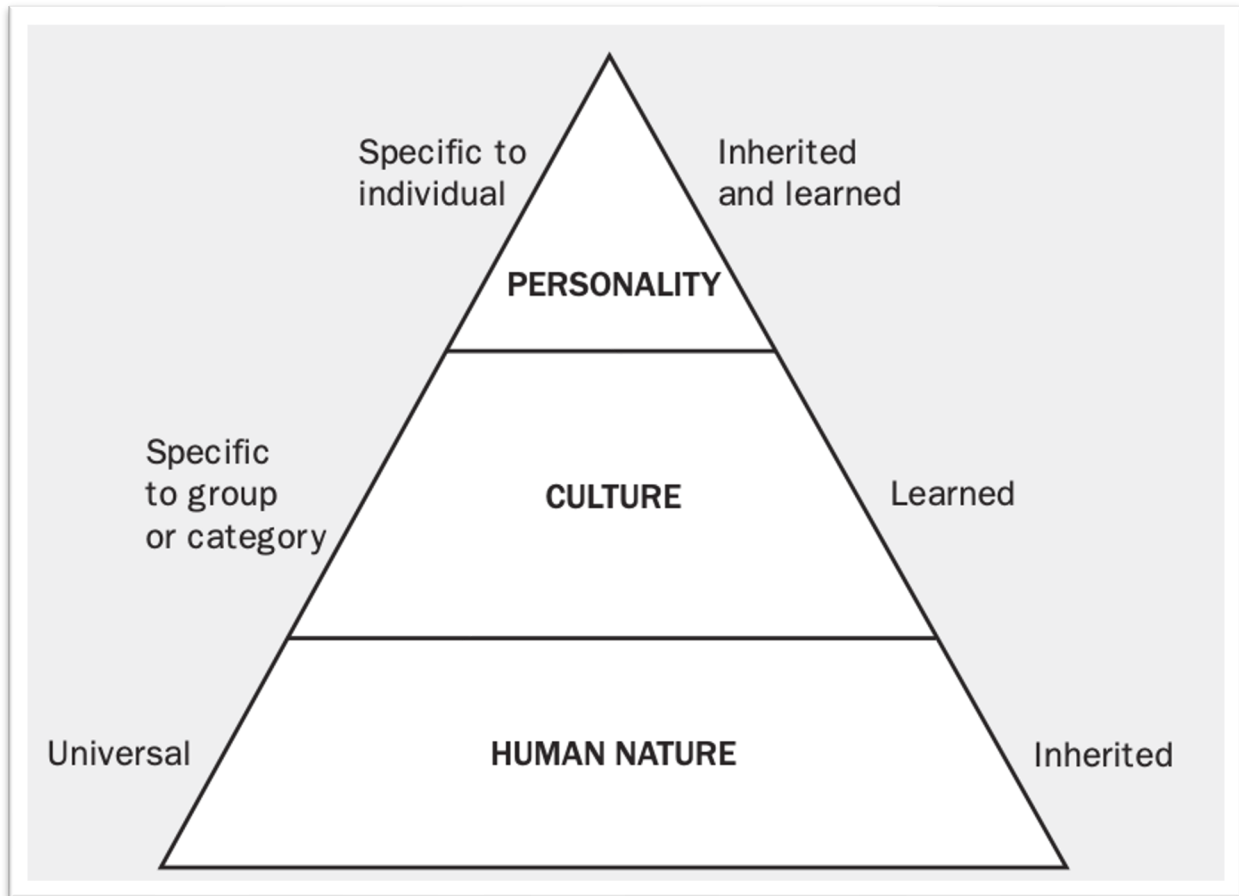 Specific to
individual
Inherited
and learned
PERSONALITY
Specific
to group
or category
CULTURE
Learned
Universal
HUMAN NATURE
Inherited